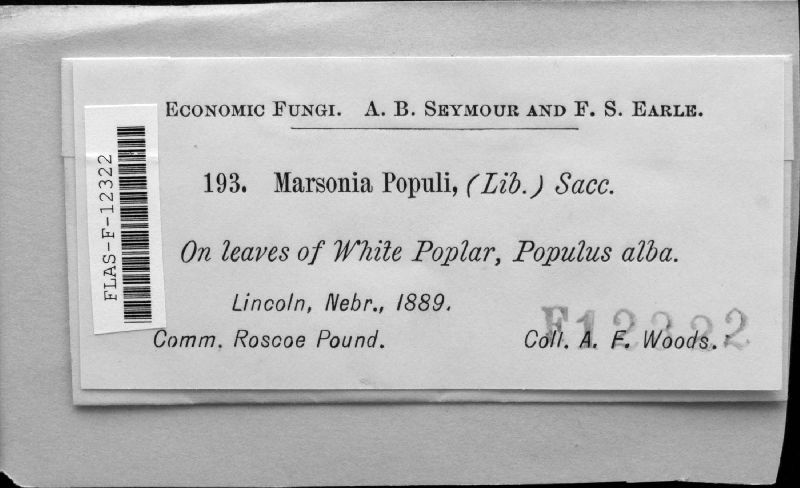 Economic Fungi. A. B. Seymour and F. S. Earle.
193. Marsonia Populi, (Lib.) Sacc.
On leaves of White Poplar, Populus alba.
Lincoln, Nebr., 1889.
Comm. Roscoe Pound.
Coll. A. F. Woods.
F12322
FLAS-F-12322